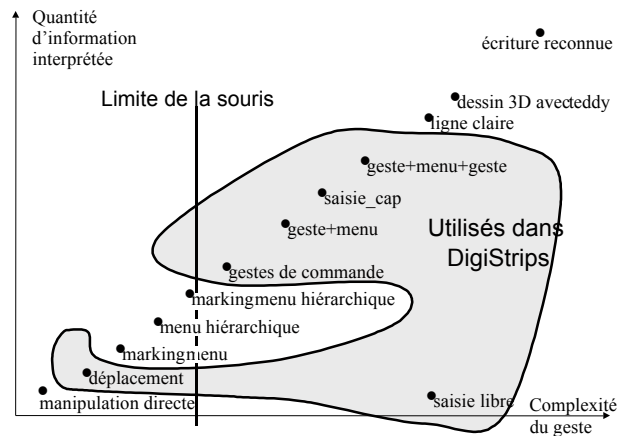 Quantité
d'information
interprétée
écriture reconnue
Limite de la souris
dessin 3D avecteddy
ligne claire
geste+menu+geste
saisie_cap
geste+menu
Utilisés dans
DigiStrips
gestes de commande
markingmenu hiérarchique
menu hiérarchique
markingmenu
déplacement
manipulation directe
saisie libre
Complexité
du geste